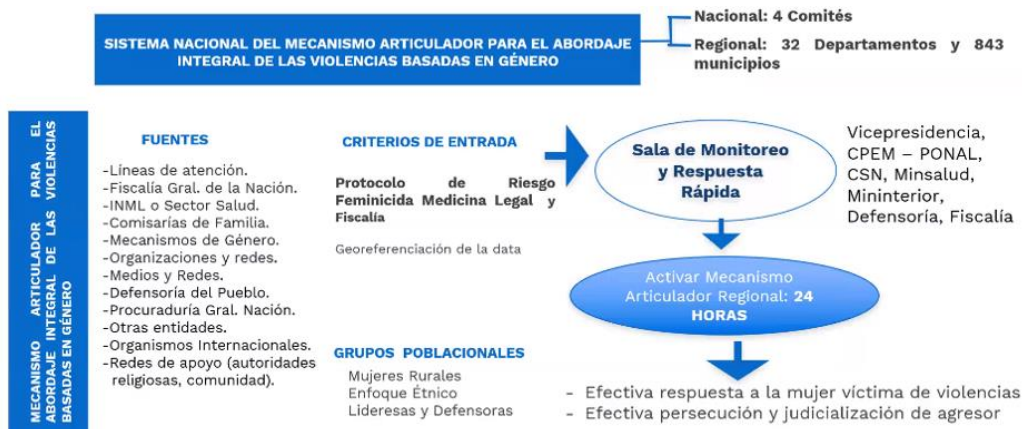 SISTEMA NACIONAL DEL MECANISMO ARTICULADOR PARA EL ABORDAJE
INTEGRAL DE LAS VIOLENCIAS BASADAS EN GÉNERO
Nacional: 4 Comités
Regional: 32 Departamentos y 843
municipios
MECANISMO ARTICULADOR PARA EL
ABORDAJE INTEGRAL DE LAS VIOLENCIAS
BASADAS EN GÉNERO
FUENTES
-Líneas de atención.
-Fiscalía Gral. de la Nación.
-INML o Sector Salud.
-Comisarías de Familia.
-Mecanismos de Género.
-Organizaciones y redes.
-Medios y Redes.
-Defensoría del Pueblo.
-Procuraduría Gral. Nación.
-Otras entidades.
-Organismos Internacionales.
-Redes de apoyo (autoridades
religiosas, comunidad).
CRITERIOS DE ENTRADA
Protocolo de Riesgo
Feminicida Medicina Legal y
Fiscalía
Georeferenciación de la data
GRUPOS POBLACIONALES
Mujeres Rurales
Enfoque Étnico
Lideresas y Defensoras
Sala de Monitoreo
y Respuesta
Rápida
Vicepresidencia,
CPEM – PONAL,
CSN, Minsalud,
Mininterior,
Defensoría, Fiscalía
Activar Mecanismo
Articulador Regional: 24
HORAS
- Efectiva respuesta a la mujer víctima de violencias
- Efectiva persecución y judicialización de agresor